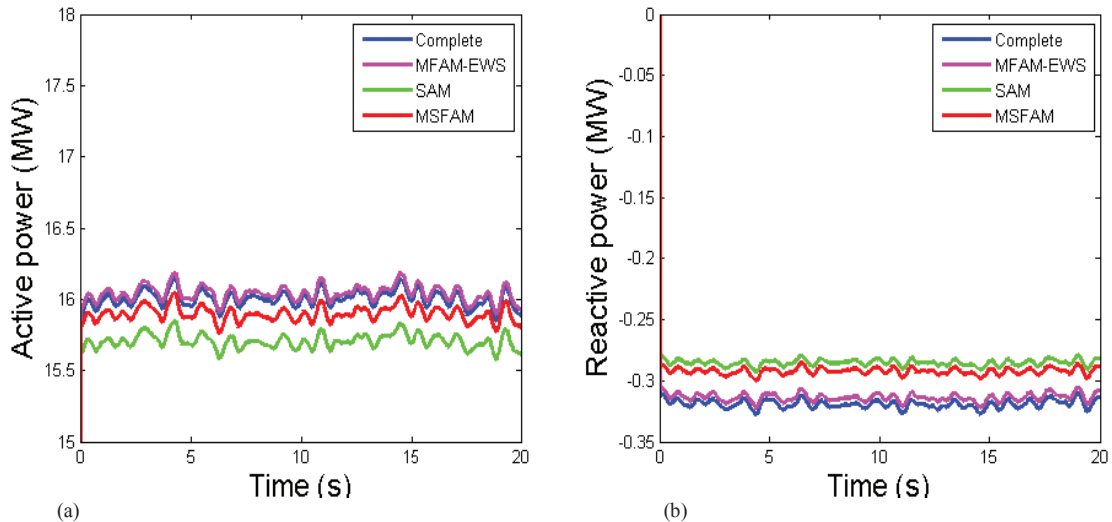 18
17.5
17
16.5
16
15.5
15
Active power (MW)
Complete
MFAM-EWS
SAM
MSFAM
0
5
10
15
20
Time (s)
(a)
0
-0.05
-0.1
-0.15
-0.2
-0.25
-0.3
-0.35
Reactive power (MW)
Complete
MFAM-EWS
SAM
MSFAM
0
5
10
15
20
Time (s)
(b)